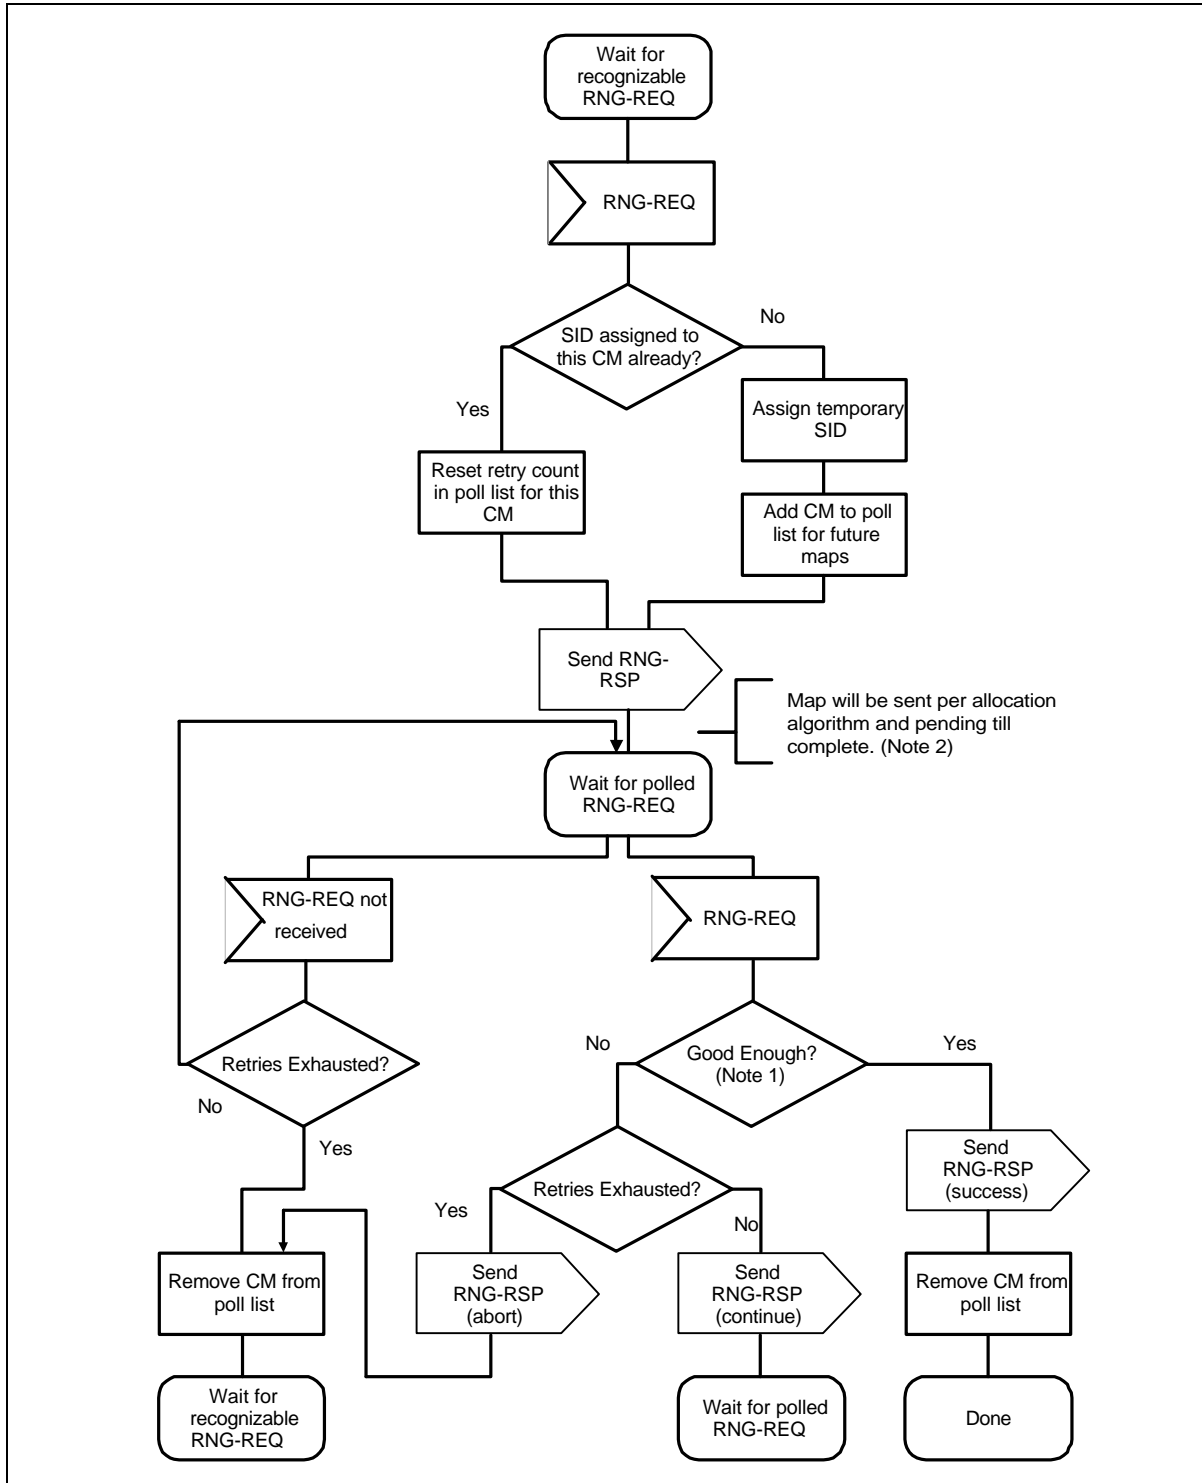 Wait for
recognizable
RNG-REQ
RNG-REQ
SID assigned to
this CM already?
No
Yes
Assign temporary
SID
Reset retry count
in poll list for this
CM
Add CM to poll
list for future
maps
Send RNG-
RSP
Map will be sent per allocation
algorithm and pending till
complete. (Note 2)
Wait for polled
RNG-REQ
RNG-REQ not
received
RNG-REQ
Retries Exhausted?
No
Yes
Good Enough?
(Note 1)
No
Yes
Retries Exhausted?
Yes
No
Send
RNG-RSP
(success)
Remove CM from
poll list
Send
RNG-RSP
(abort)
Send
RNG-RSP
(continue)
Remove CM from
poll list
Wait for
recognizable
RNG-REQ
Wait for polled
RNG-REQ
Done